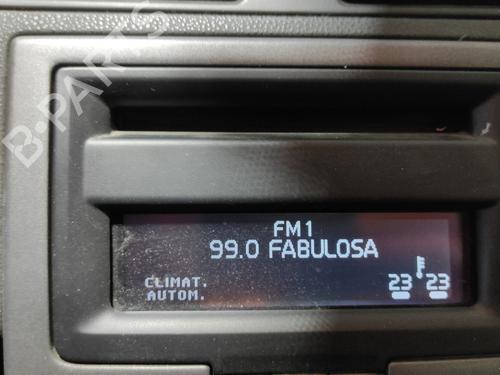 B-PARTS
FM1
99.0 FABULOSA
CLIMAT.
AUTOM.
23 23